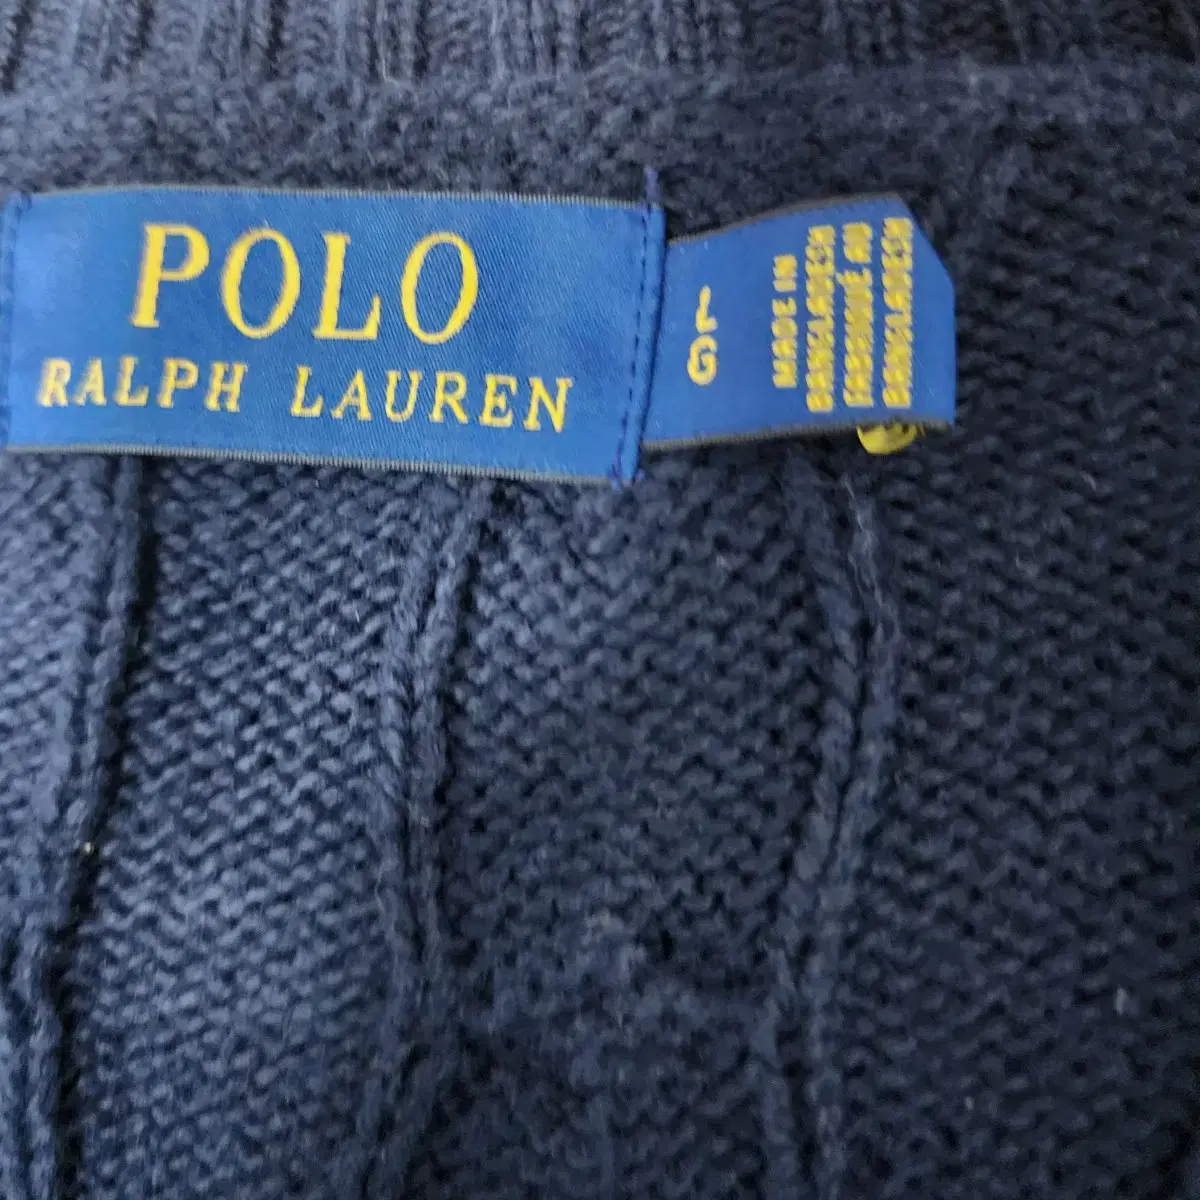 POLO
RALPH LAUREN
L
G
MADE IN
BANGLADESH
FABRIQUÉ AU
BANGLADESH